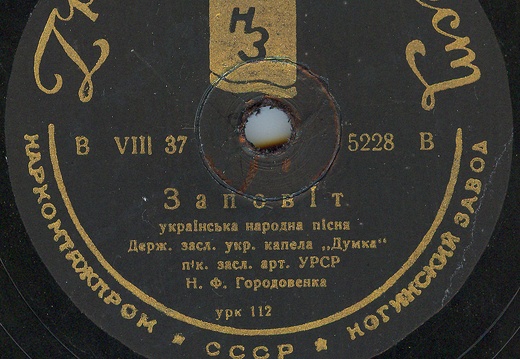 НЗ
В VIII 37 5228 В
Заповіт
українська народна пісня
Держ. засл. укр. капела „Думка“
п/к. засл. арт. УРСР
Н. Ф. Городовенка
урк 112
НАРКОМТЯЖПРОМ * СССР * НОГИНСКИЙ ЗАВОД